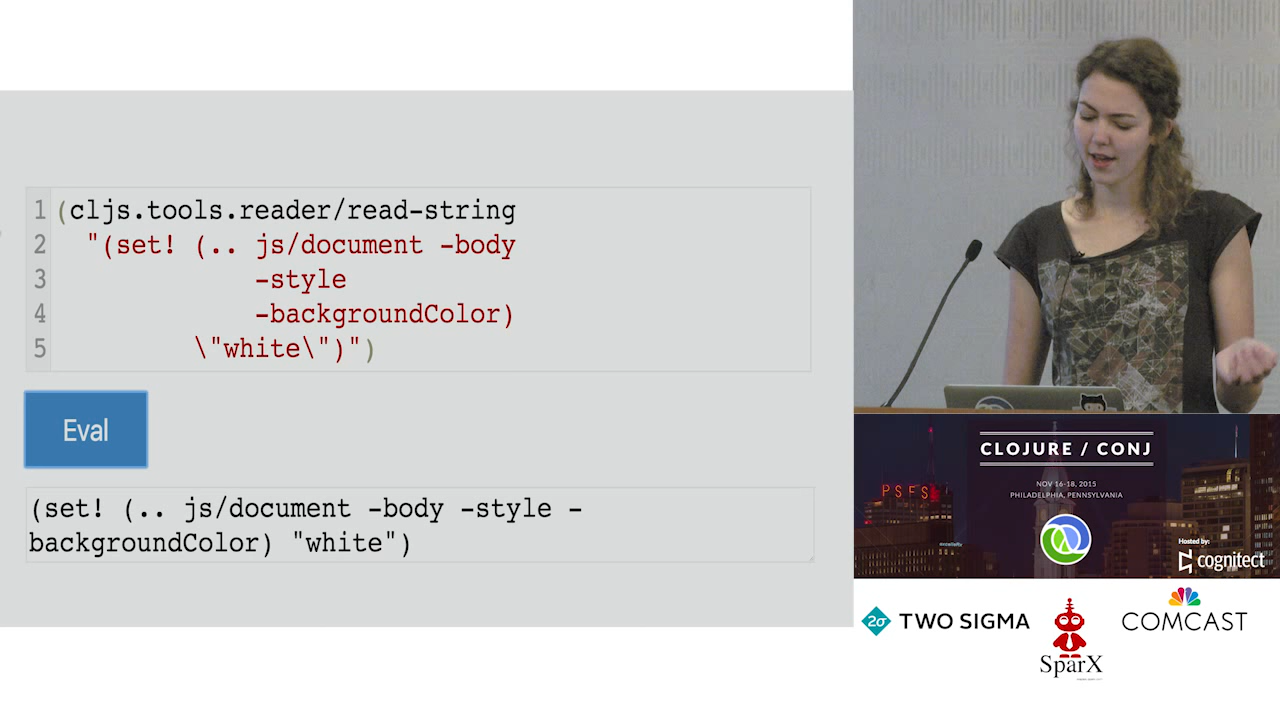 1 (cljs.tools.reader/read-string
2 "(set! (.. js/document -body
3 -style
4 -backgroundColor)
5 \"white\")")
Eval
(set! (.. js/document -body -style -
backgroundColor) "white")
CLOJURE / CONJ
NOV 16-18, 2015
PHILADELPHIA, PENNSYLVANIA
PSFS
Hosted by:
cognitect
2σ TWO SIGMA
SparX
COMCAST